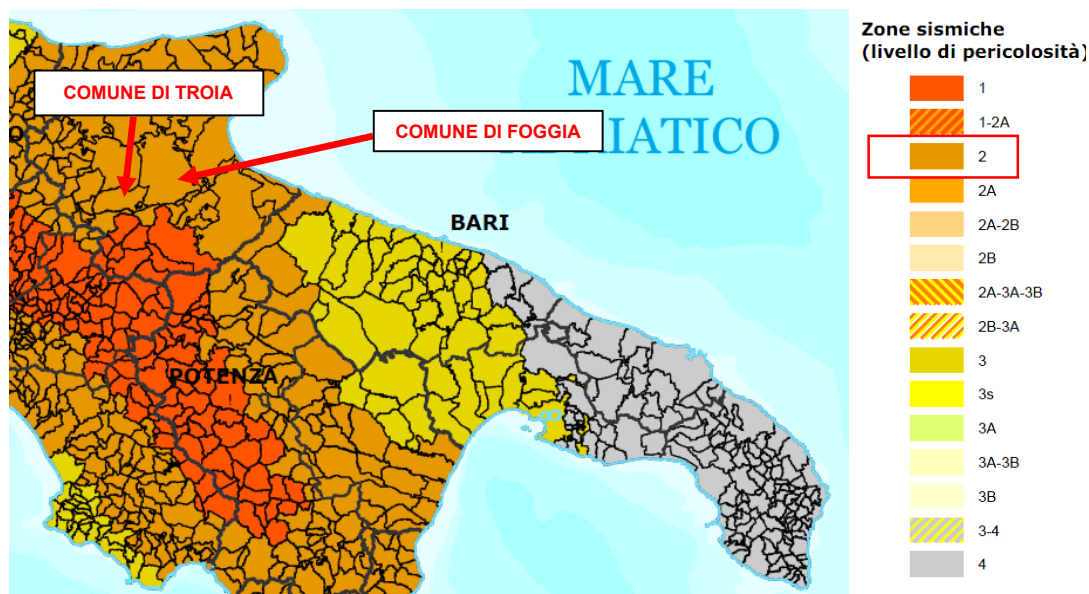 MARE
ADRIATICO
COMUNE DI TROIA
COMUNE DI FOGGIA
BARI
POTENZA
Zone sismiche
(livello di pericolosità)
1
1-2A
2
2A
2A-2B
2B
2A-3A-3B
2B-3A
3
3s
3A
3A-3B
3B
3-4
4